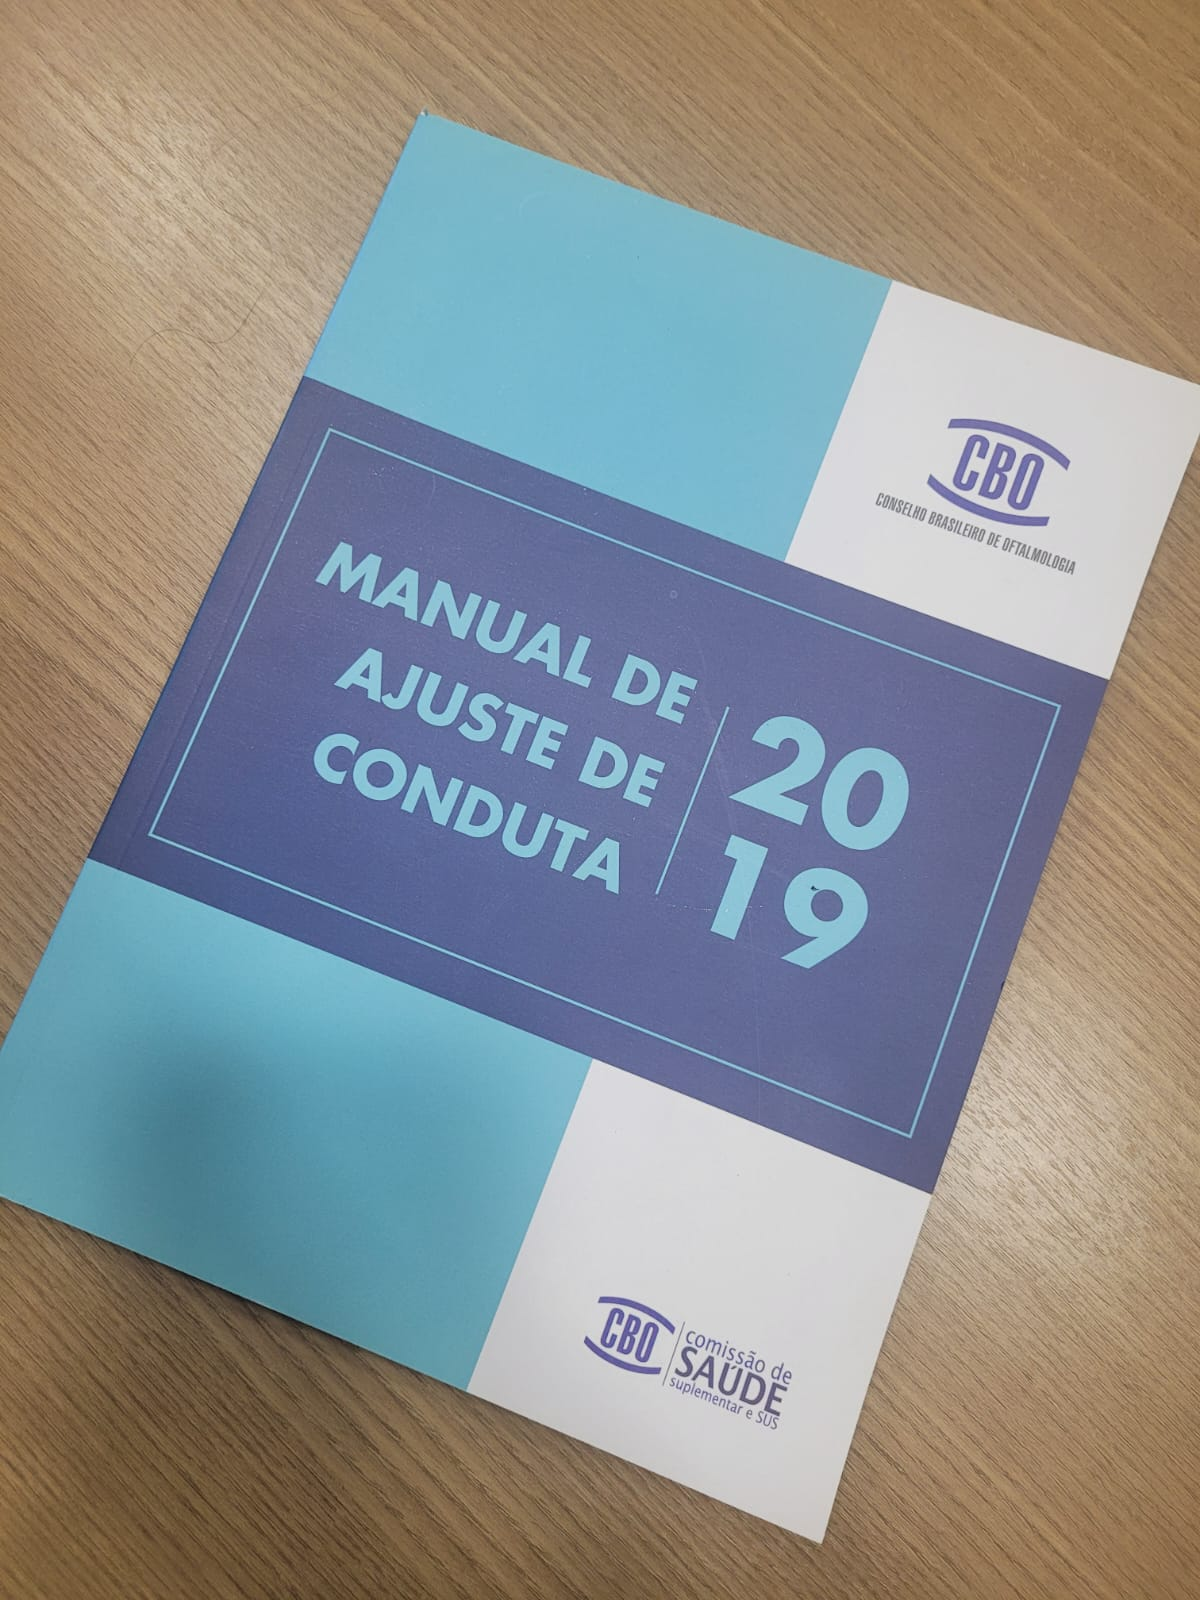 CBO
CONSELHO BRASILEIRO DE OFTALMOLOGIA
MANUAL DE
AJUSTE DE
CONDUTA
20
19
CBO
comissão de
SAÚDE
suplementar e SUS